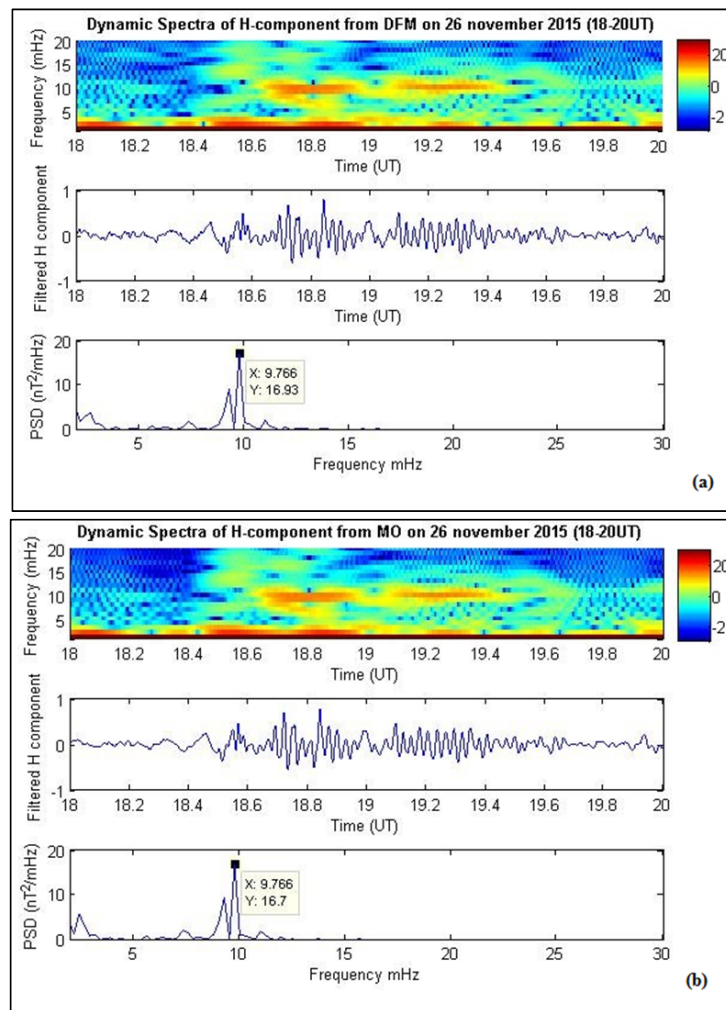 Dynamic Spectra of H-component from DFM on 26 november 2015 (18-20UT)
Frequency (mHz)
20
15
10
5
18 18.2 18.4 18.6 18.8 19 19.2 19.4 19.6 19.8 20
Time (UT)
20
0
-2
Filtered H component
1
0
-1
18 18.2 18.4 18.6 18.8 19 19.2 19.4 19.6 19.8 20
Time (UT)
PSD (nT²/mHz)
20
10
0
X: 9.766
Y: 16.93
5 10 15 20 25 30
Frequency mHz
(a)
Dynamic Spectra of H-component from MO on 26 november 2015 (18-20UT)
Frequency (mHz)
20
15
10
5
18 18.2 18.4 18.6 18.8 19 19.2 19.4 19.6 19.8 20
Time (UT)
20
0
-2
Filtered H component
1
0
-1
18 18.2 18.4 18.6 18.8 19 19.2 19.4 19.6 19.8 20
Time (UT)
PSD (nT²/mHz)
20
10
0
X: 9.766
Y: 16.7
5 10 15 20 25 30
Frequency mHz
(b)